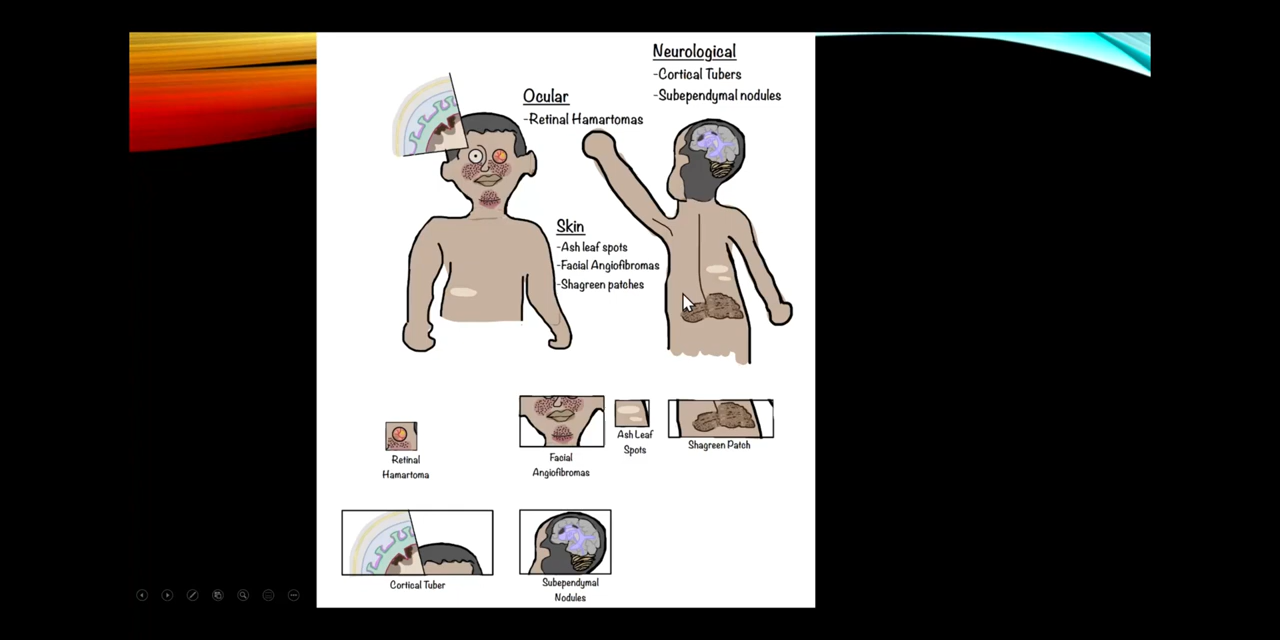 Neurological
-Cortical Tubers
-Subependymal nodules
Ocular
-Retinal Hamartomas
Skin
-Ash leaf spots
-Facial Angiofibromas
-Shagreen patches
Retinal
Hamartoma
Facial
Angiofibromas
Ash Leaf
Spots
Shagreen Patch
Cortical Tuber
Subependymal
Nodules